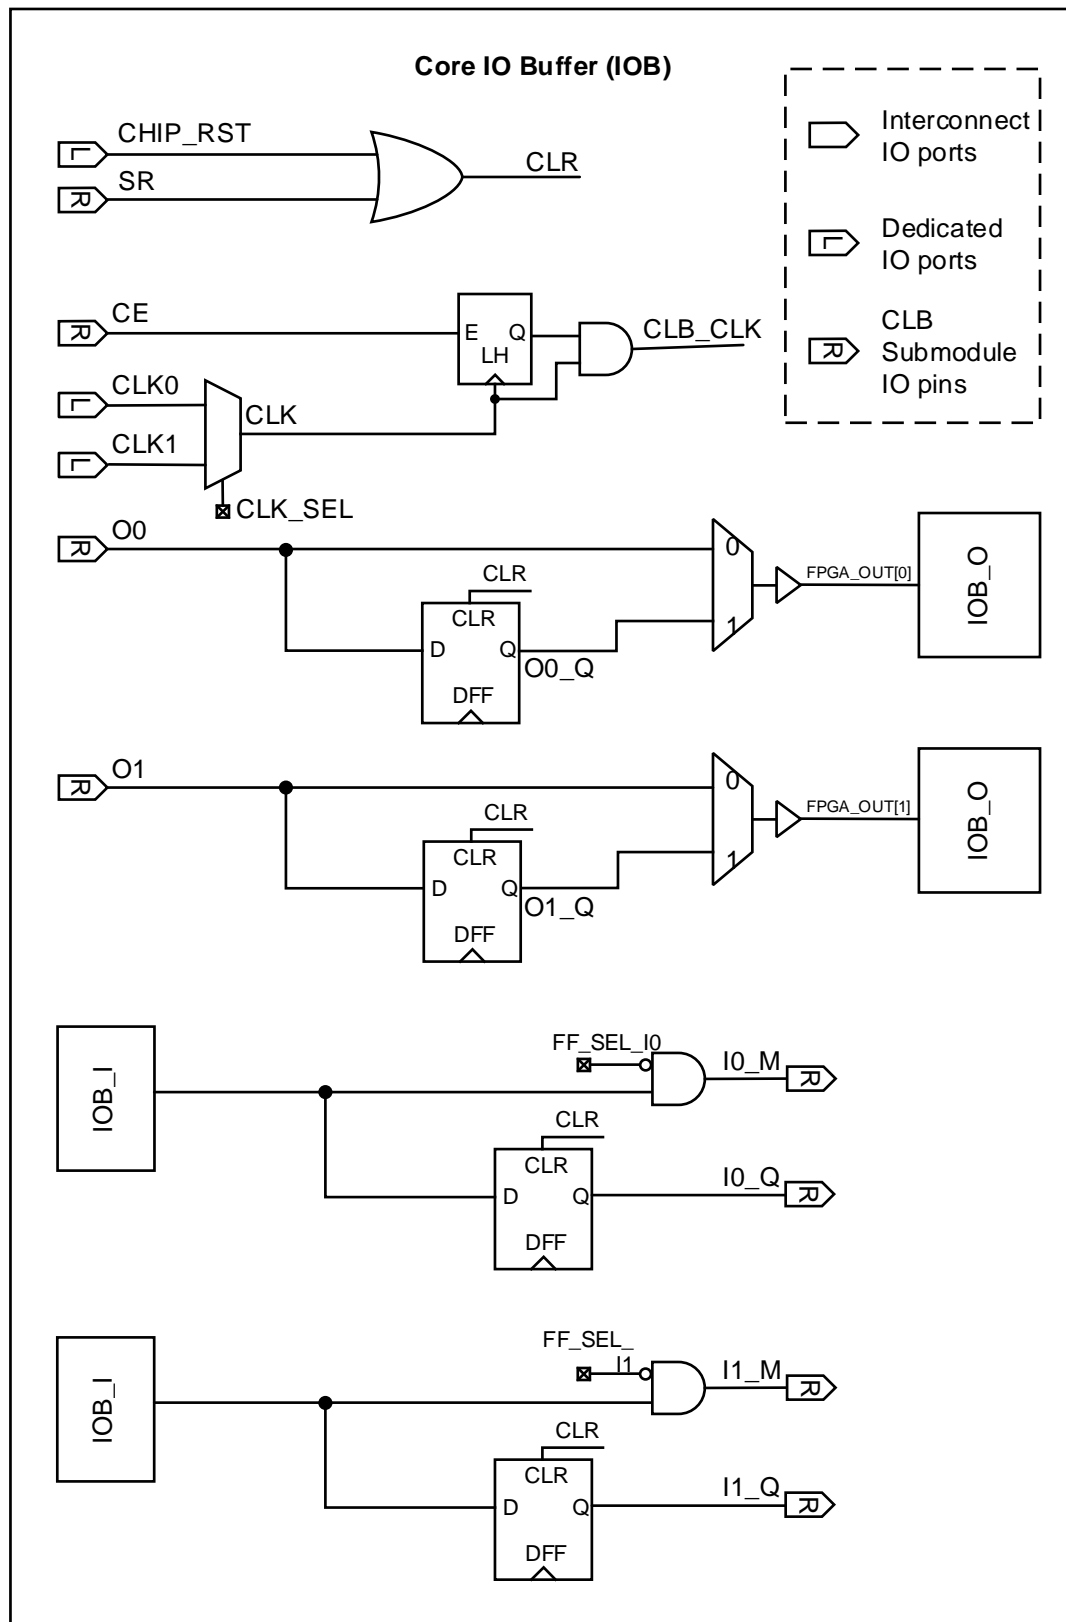 Core IO Buffer (IOB)
Interconnect
IO ports
L
Dedicated
IO ports
R
CLB
Submodule
IO pins
L
CHIP_RST
R
SR
CLR
R
CE
E
Q
LH
CLB_CLK
L
CLK0
L
CLK1
CLK
CLK_SEL
R
O0
0
1
FPGA_OUT[0]
IOB_O
CLR
CLR
D
Q
DFF
O0_Q
R
O1
0
1
FPGA_OUT[1]
IOB_O
CLR
CLR
D
Q
DFF
O1_Q
IOB_I
FF_SEL_I0
I0_M
R
CLR
CLR
D
Q
DFF
I0_Q
R
IOB_I
FF_SEL_
I1
I1_M
R
CLR
CLR
D
Q
DFF
I1_Q
R